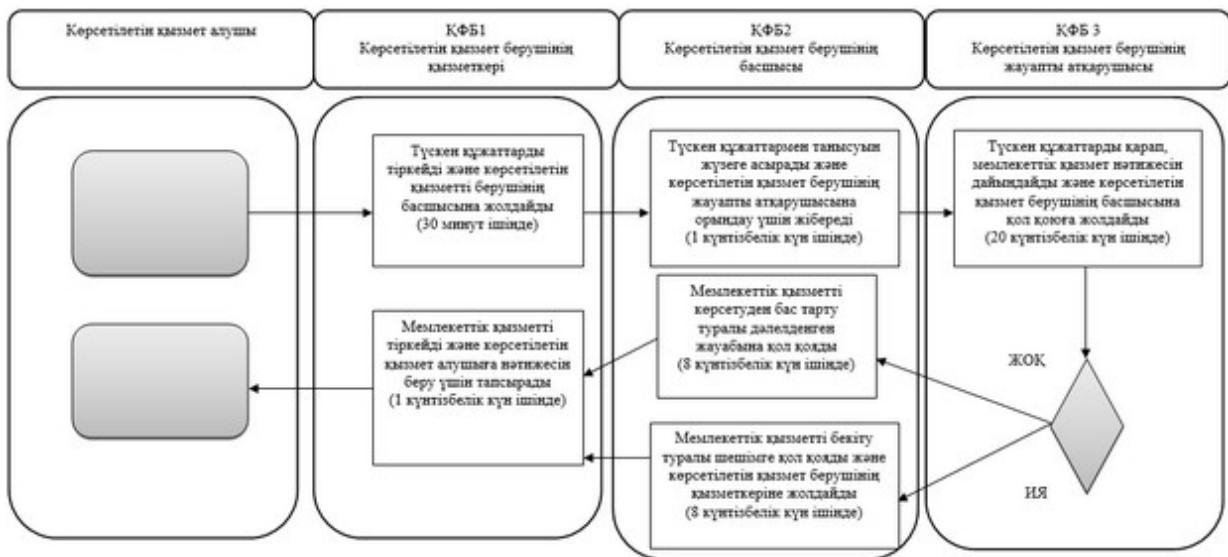 Көрсетілетін қызмет алушы
ҚФБ1
Көрсетілетін қызмет берушінің
қызметкері
ҚФБ2
Көрсетілетін қызмет берушінің
басшысы
ҚФБ 3
Көрсетілетін қызмет берушінің
жауапты атқарушысы
Түскен құжаттарды
тіркейді және көрсетілетін
қызметті берушінің
басшысына жолдайды
(30 минут ішінде)
Түскен құжаттармен танысуын
жүзеге асырады және
көрсетілетін қызмет берушінің
жауапты атқарушысына
орындау үшін жібереді
(1 күнтізбелік күн ішінде)
Түскен құжаттарды қарап,
мемлекеттік қызмет нәтижесін
дайындайды және көрсетілетін
қызмет берушінің басшысына
қол қоюға жолдайды
(20 күнтізбелік күн ішінде)
Мемлекеттік қызметті
тіркейді және көрсетілетін
қызмет алушыға нәтижесін
беру үшін тапсырады
(1 күнтізбелік күн ішінде)
Мемлекеттік қызметті
көрсетуден бас тарту
туралы дәлелденген
жауабына қол қояды
(8 күнтізбелік күн ішінде)
ЖОҚ
Мемлекеттік қызметті бекіту
туралы шешімге қол қояды және
көрсетілетін қызмет берушінің
қызметкеріне жолдайды
(8 күнтізбелік күн ішінде)
ИЯ